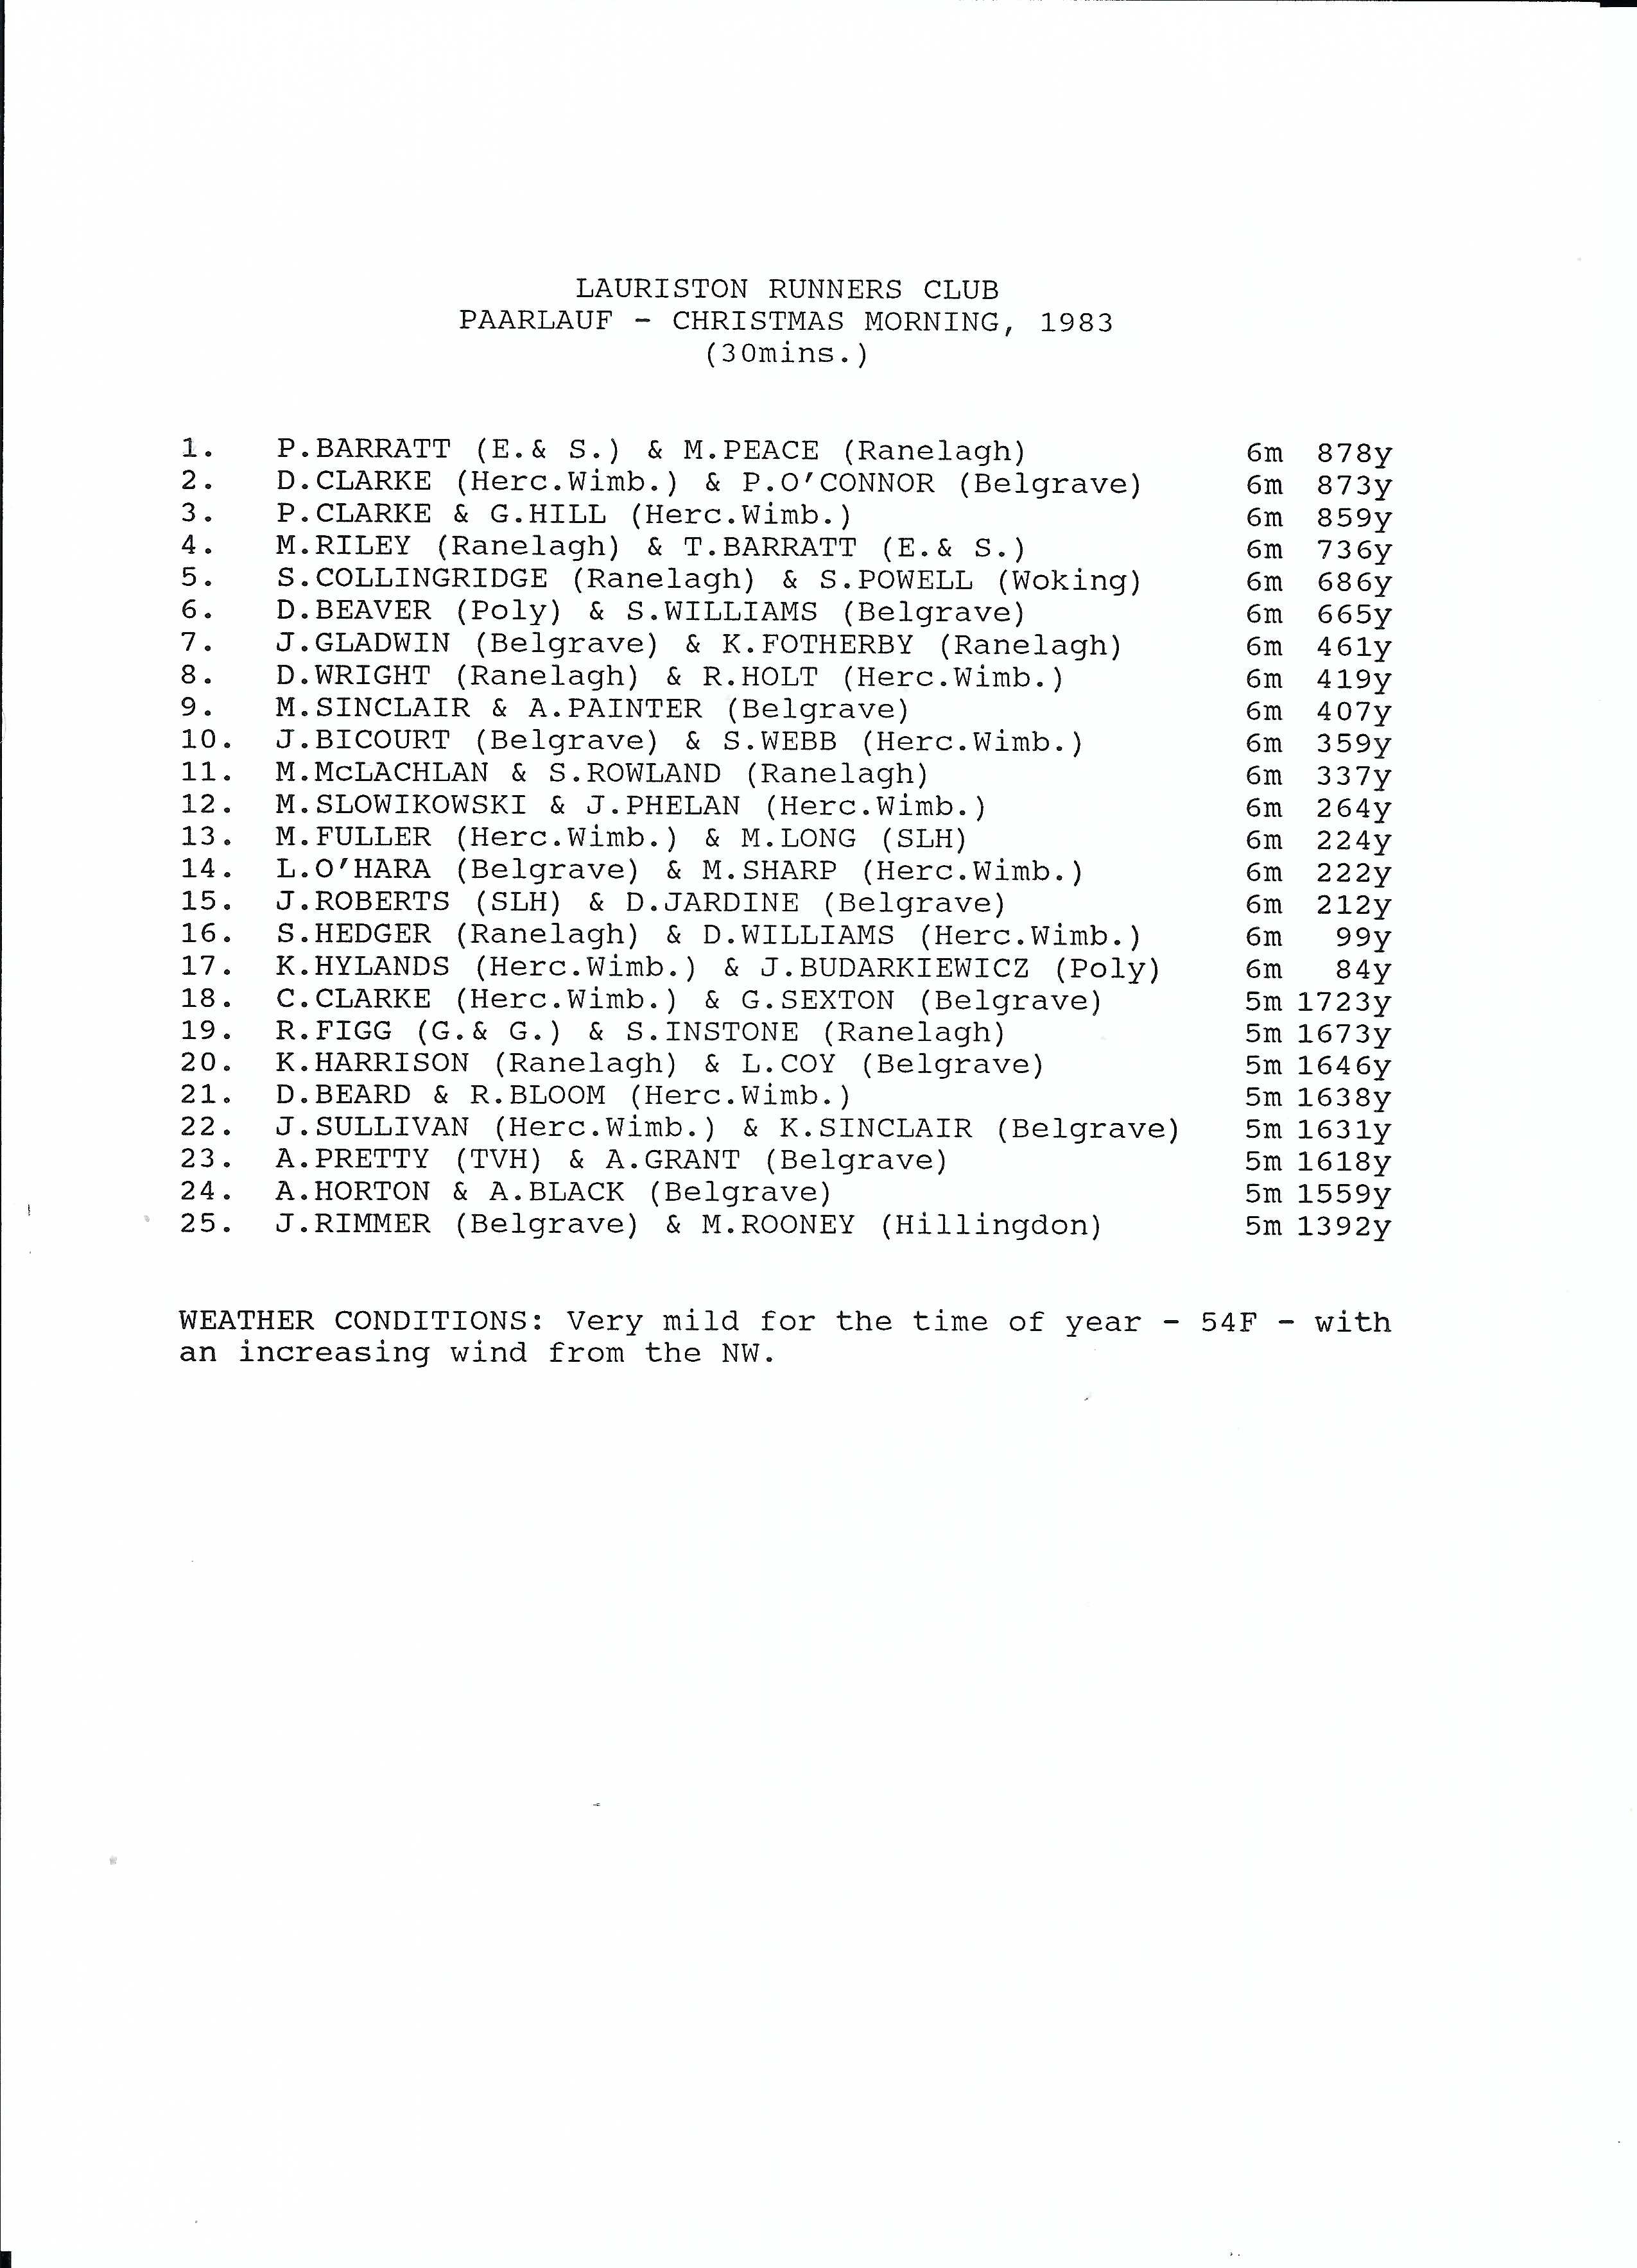 LAURISTON RUNNERS CLUB
PAARLAUF - CHRISTMAS MORNING, 1983
(30mins.)
1. P.BARRATT (E.& S.) & M.PEACE (Ranelagh) 6m 878y
2. D.CLARKE (Herc.Wimb.) & P.O'CONNOR (Belgrave) 6m 873y
3. P.CLARKE & G.HILL (Herc.Wimb.) 6m 859y
4. M.RILEY (Ranelagh) & T.BARRATT (E.& S.) 6m 736y
5. S.COLLINGRIDGE (Ranelagh) & S.POWELL (Woking) 6m 686y
6. D.BEAVER (Poly) & S.WILLIAMS (Belgrave) 6m 665y
7. J.GLADWIN (Belgrave) & K.FOTHERBY (Ranelagh) 6m 461y
8. D.WRIGHT (Ranelagh) & R.HOLT (Herc.Wimb.) 6m 419y
9. M.SINCLAIR & A.PAINTER (Belgrave) 6m 407y
10. J.BICOURT (Belgrave) & S.WEBB (Herc.Wimb.) 6m 359y
11. M.McLACHLAN & S.ROWLAND (Ranelagh) 6m 337y
12. M.SLOWIKOWSKI & J.PHELAN (Herc.Wimb.) 6m 264y
13. M.FULLER (Herc.Wimb.) & M.LONG (SLH) 6m 224y
14. L.O'HARA (Belgrave) & M.SHARP (Herc.Wimb.) 6m 222y
15. J.ROBERTS (SLH) & D.JARDINE (Belgrave) 6m 212y
16. S.HEDGER (Ranelagh) & D.WILLIAMS (Herc.Wimb.) 6m 99y
17. K.HYLANDS (Herc.Wimb.) & J.BUDARKIEWICZ (Poly) 6m 84y
18. C.CLARKE (Herc.Wimb.) & G.SEXTON (Belgrave) 5m 1723y
19. R.FIGG (G.& G.) & S.INSTONE (Ranelagh) 5m 1673y
20. K.HARRISON (Ranelagh) & L.COY (Belgrave) 5m 1646y
21. D.BEARD & R.BLOOM (Herc.Wimb.) 5m 1638y
22. J.SULLIVAN (Herc.Wimb.) & K.SINCLAIR (Belgrave) 5m 1631y
23. A.PRETTY (TVH) & A.GRANT (Belgrave) 5m 1618y
24. A.HORTON & A.BLACK (Belgrave) 5m 1559y
25. J.RIMMER (Belgrave) & M.ROONEY (Hillingdon) 5m 1392y
WEATHER CONDITIONS: Very mild for the time of year - 54F - with
an increasing wind from the NW.